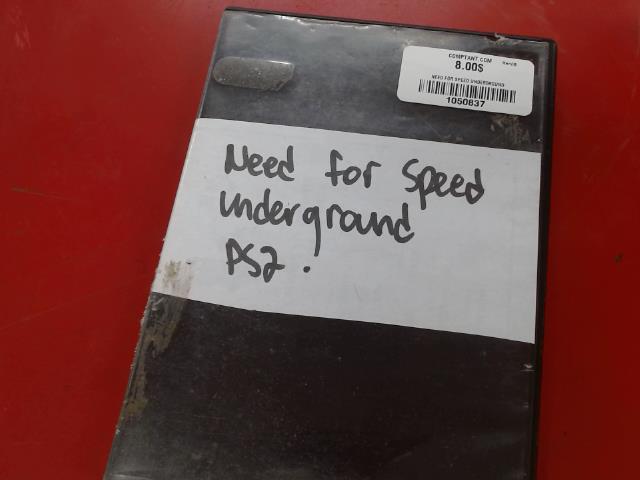 COMPTANT.COM
8.00$
NEED FOR SPEED UNDERGROUND
1050837
Need for Speed
underground
PS2.